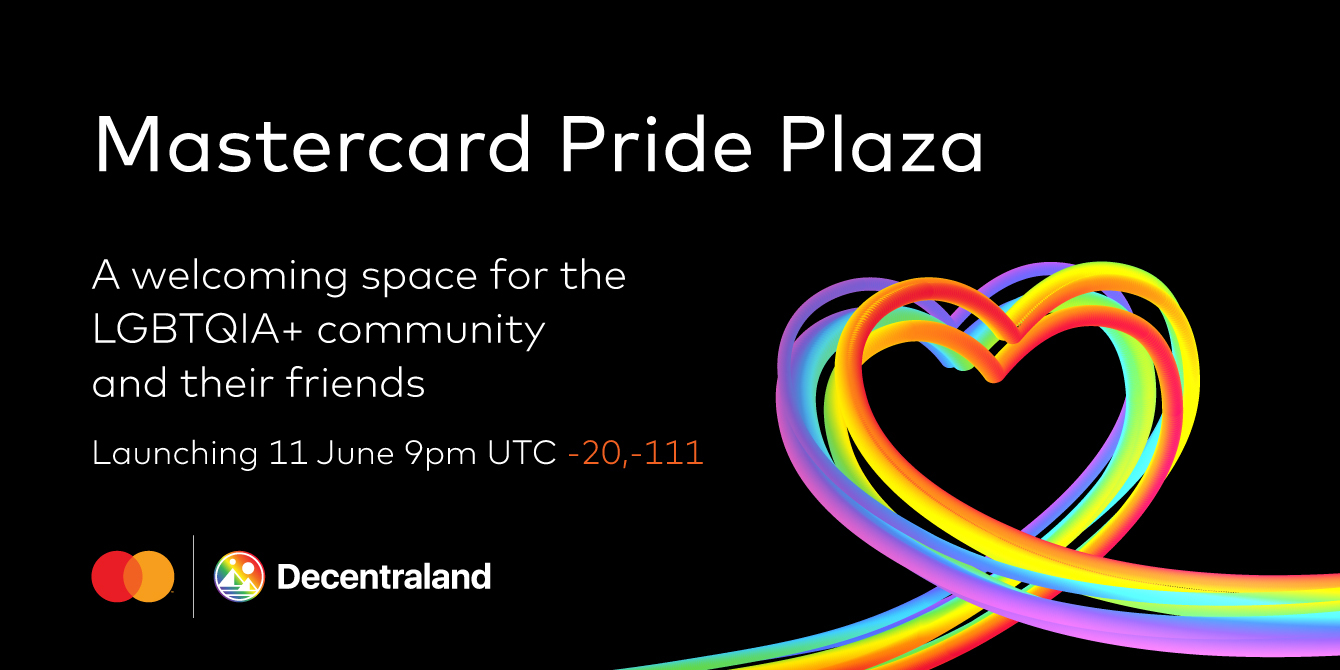 Mastercard Pride Plaza
A welcoming space for the
LGBTQIA+ community
and their friends
Launching 11 June 9pm UTC -20,-111
Decentraland